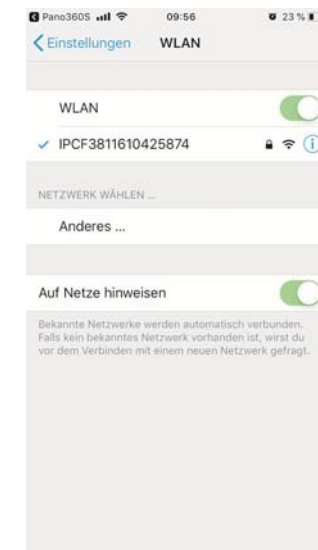 Pano360S 09:56 23 %
Einstellungen WLAN
WLAN
IPCF3811610425874
NETZWERK WÄHLEN ...
Anderes ...
Auf Netze hinweisen
Bekannte Netzwerke werden automatisch verbunden.
Falls kein bekanntes Netzwerk vorhanden ist, wirst du
vor dem Verbinden mit einem neuen Netzwerk gefragt.